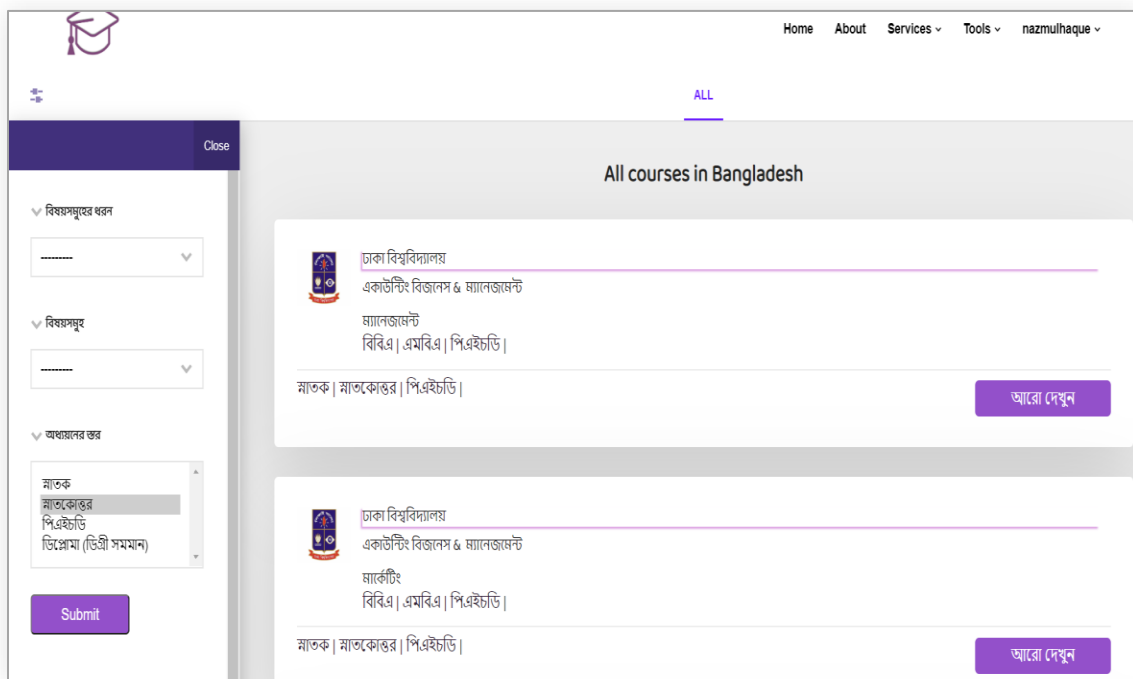 Home About Services Tools nazmulhaque
ALL
Close
All courses in Bangladesh
বিষয়সমুহের ধরন
---------
বিষয়সমুহ
---------
অধ্যয়নের স্তর
স্নাতক
স্নাতকোত্তর
পিএইচডি
ডিপ্লোমা (ডিগ্রী সমমান)
Submit
ঢাকা বিশ্ববিদ্যালয়
একাউন্টিং বিজনেস & ম্যানেজমেন্ট
ম্যানেজমেন্ট
বিবিএ | এমবিএ | পিএইচডি |
স্নাতক | স্নাতকোত্তর | পিএইচডি |
আরো দেখুন
ঢাকা বিশ্ববিদ্যালয়
একাউন্টিং বিজনেস & ম্যানেজমেন্ট
মার্কেটিং
বিবিএ | এমবিএ | পিএইচডি |
স্নাতক | স্নাতকোত্তর | পিএইচডি |
আরো দেখুন